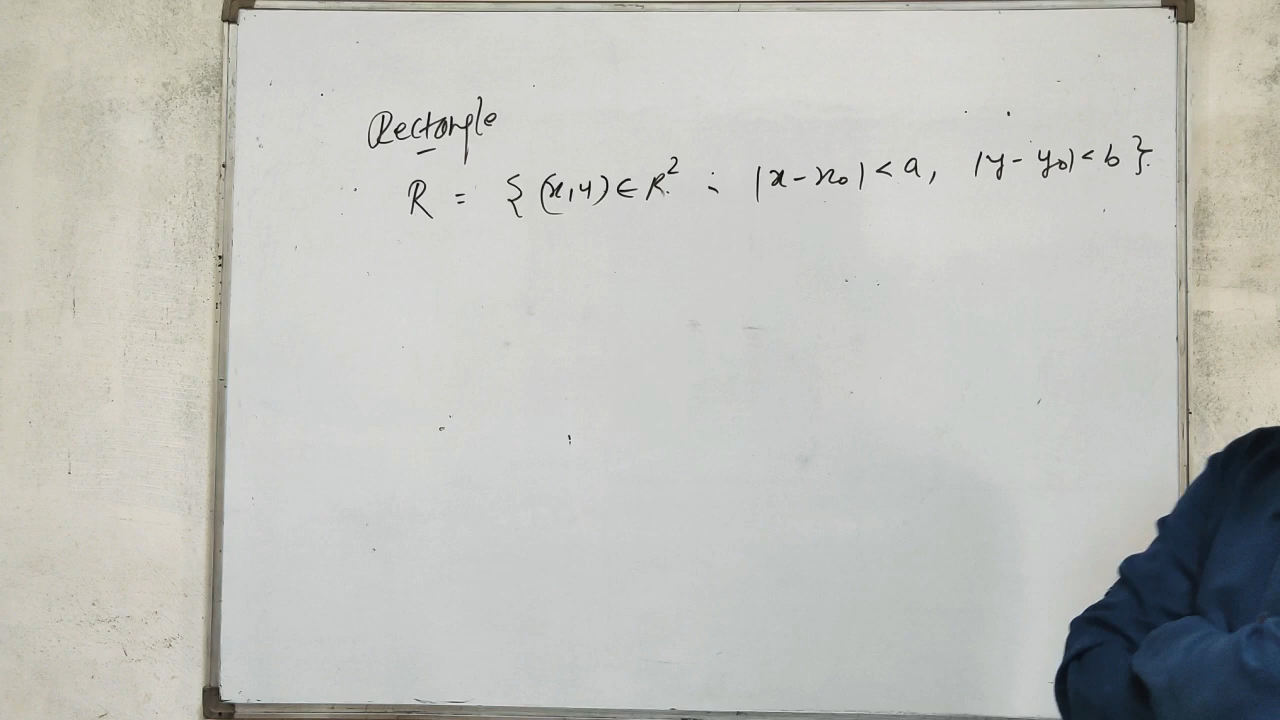 Rectangle
R = {(x,y) ∈ R² : |x - x₀| < a, |y - y₀| < b}.